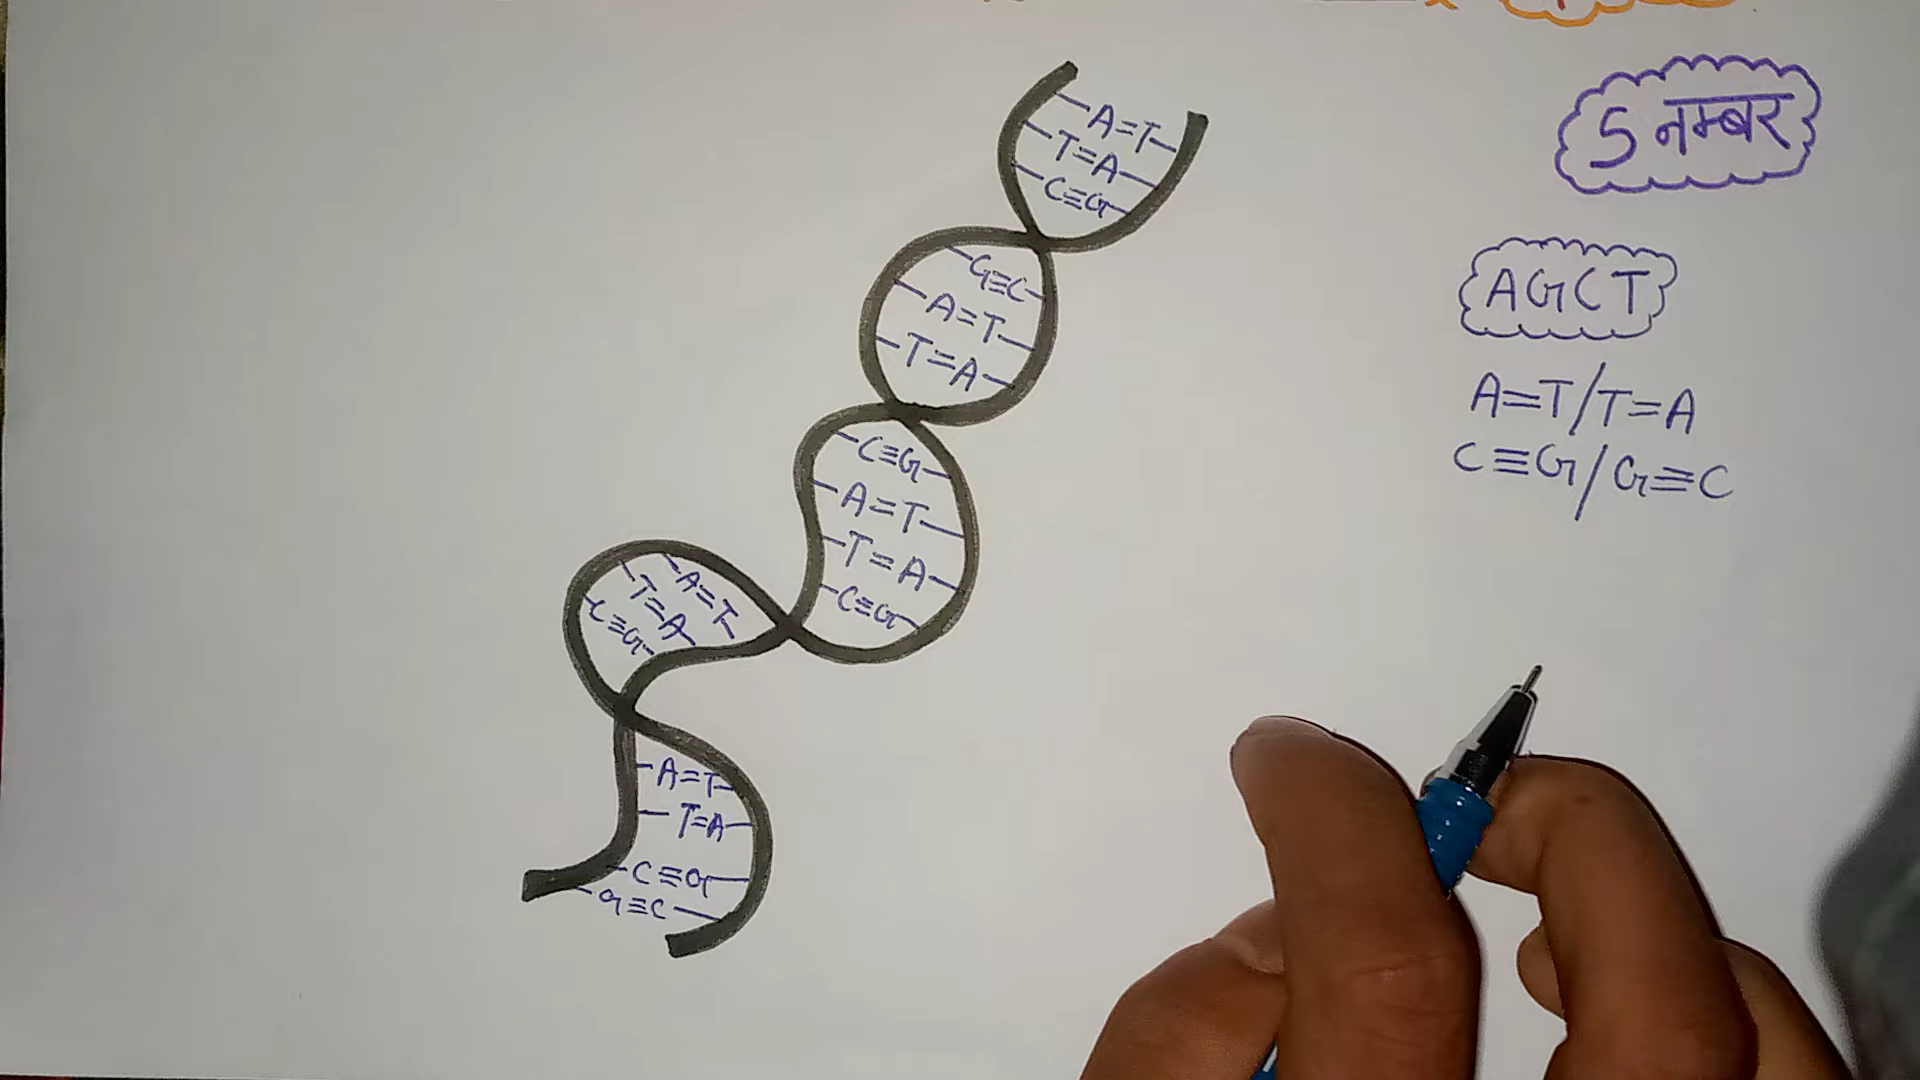 A=T
T=A
C≡G
G≡C
A=T
T=A
C≡G
A=T
T=A
C≡G
A=T
T=A
C≡G
A=T
T=A
C≡G
G≡C
5 नम्बर
AGCT
A=T/T=A
C≡G/G≡C